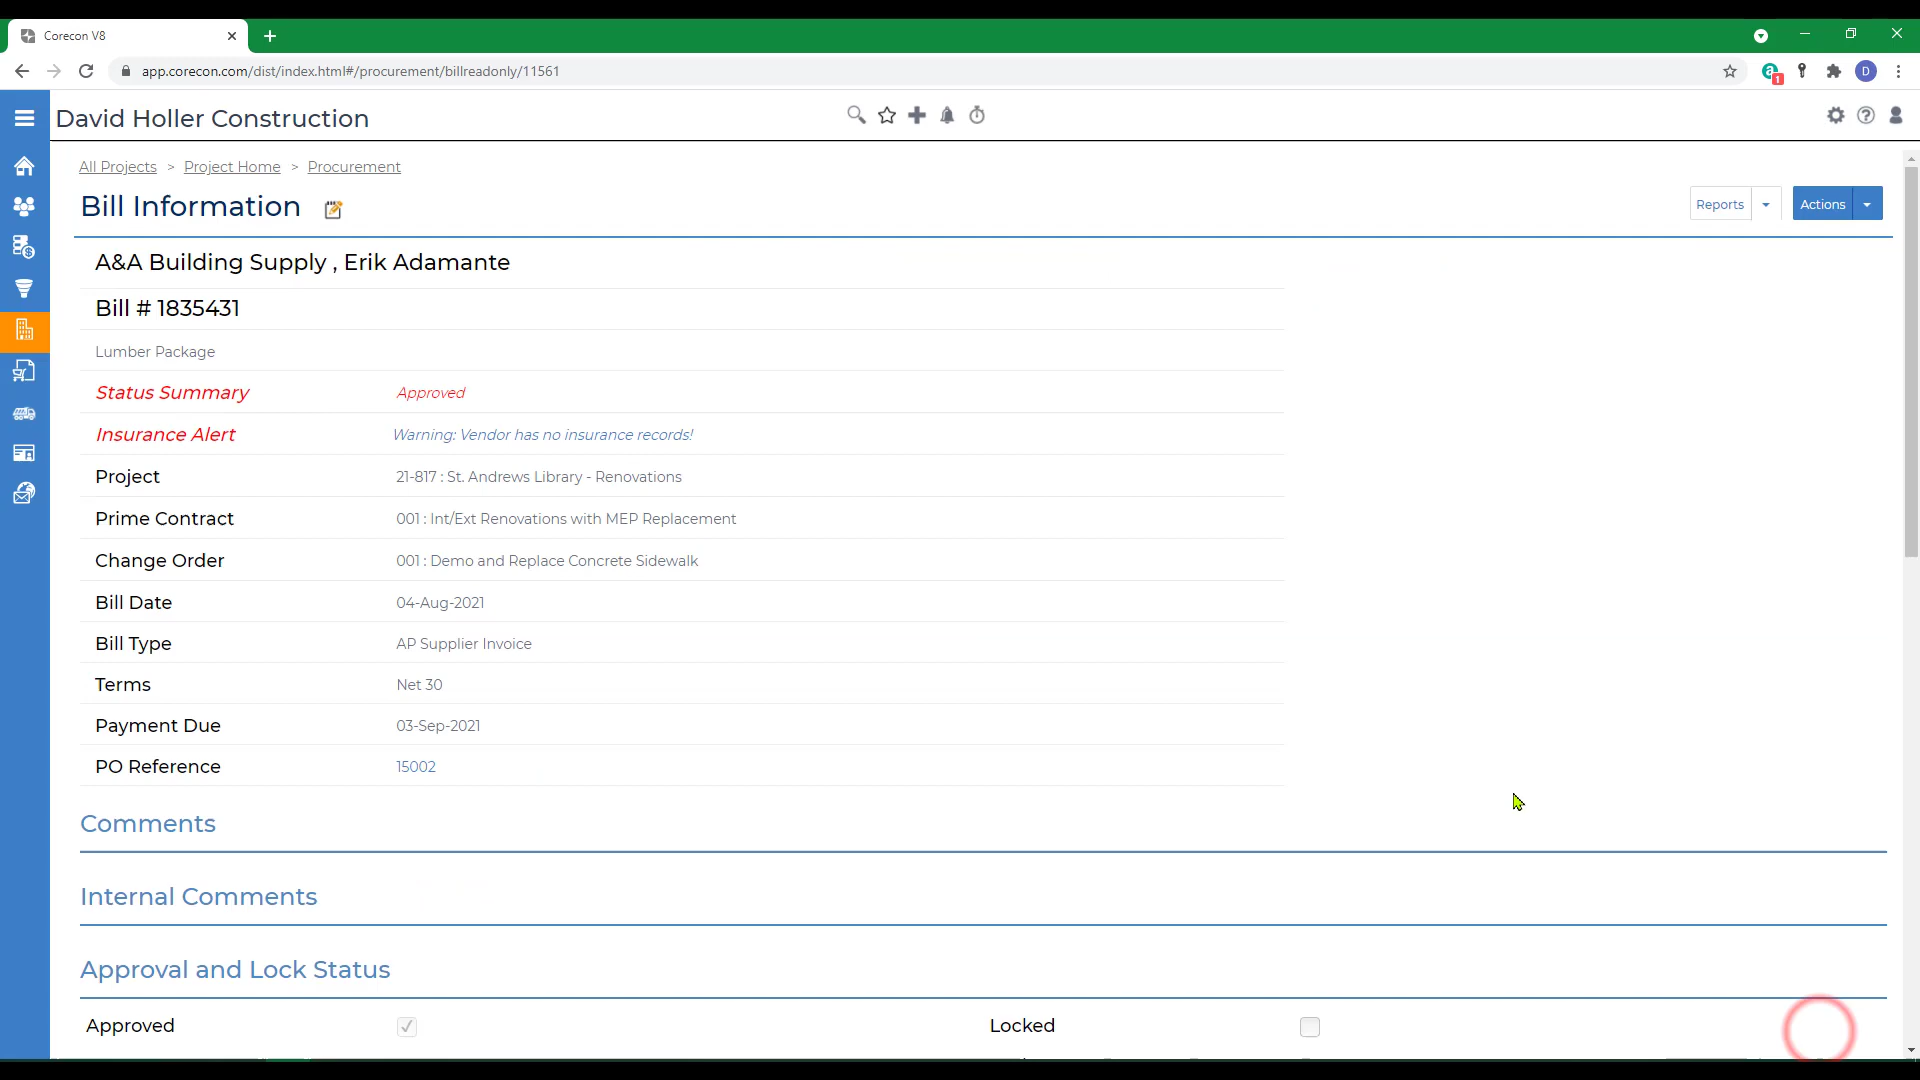 Corecon V8
app.corecon.com/dist/index.html#/procurement/billreadonly/11561
a
1
D
David Holler Construction
All Projects > Project Home > Procurement
Bill Information
Reports
Actions
A&A Building Supply , Erik Adamante
Bill # 1835431
Lumber Package
Status Summary Approved
Insurance Alert Warning: Vendor has no insurance records!
Project 21-817 : St. Andrews Library - Renovations
Prime Contract 001 : Int/Ext Renovations with MEP Replacement
Change Order 001 : Demo and Replace Concrete Sidewalk
Bill Date 04-Aug-2021
Bill Type AP Supplier Invoice
Terms Net 30
Payment Due 03-Sep-2021
PO Reference 15002
Comments
Internal Comments
Approval and Lock Status
Approved Locked